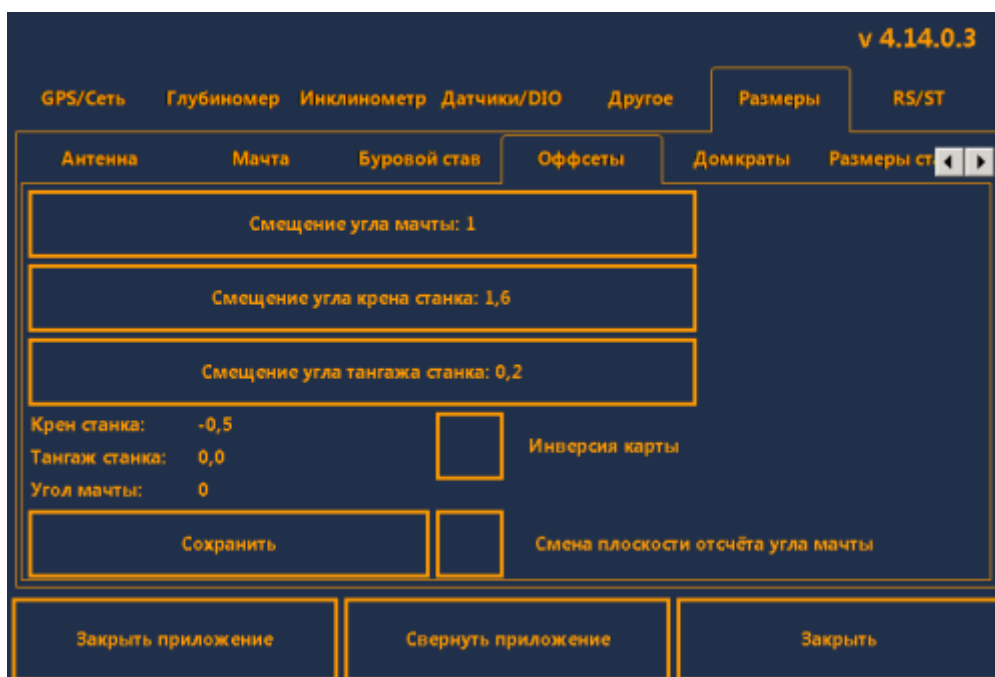 v 4.14.0.3
GPS/Сеть Глубиномер Инклинометр Датчики/DIO Другое Размеры RS/ST
Антенна Мачта Буровой став Оффсеты Домкраты Размеры
Смещение угла мачты: 1
Смещение угла крена станка: 1,6
Смещение угла тангажа станка: 0,2
Крен станка: -0,5
Инверсия карты
Тангаж станка: 0,0
Угол мачты: 0
Сохранить Смена плоскости отсчёта угла мачты
Закрыть приложение Свернуть приложение Закрыть